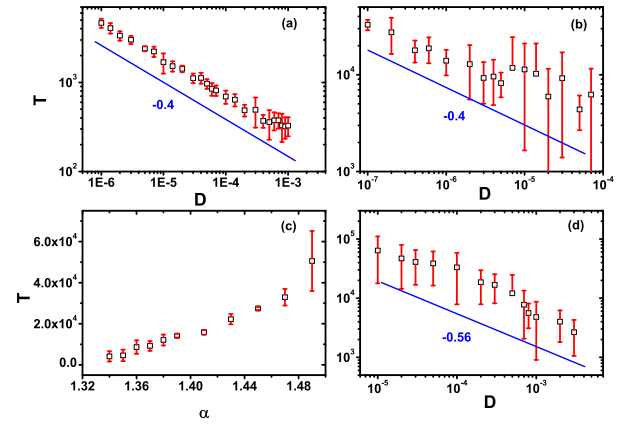 (a)
T
10³
10²
-0.4
1E-6 1E-5 1E-4 1E-3
D
(b)
10⁴
10³
-0.4
10⁻⁷ 10⁻⁶ 10⁻⁵ 10⁻⁴
D
(c)
T
6.0x10⁴
4.0x10⁴
2.0x10⁴
0.0
1.32 1.36 1.40 1.44 1.48
α
(d)
10⁵
10⁴
10³
-0.56
10⁻⁵ 10⁻⁴ 10⁻³
D